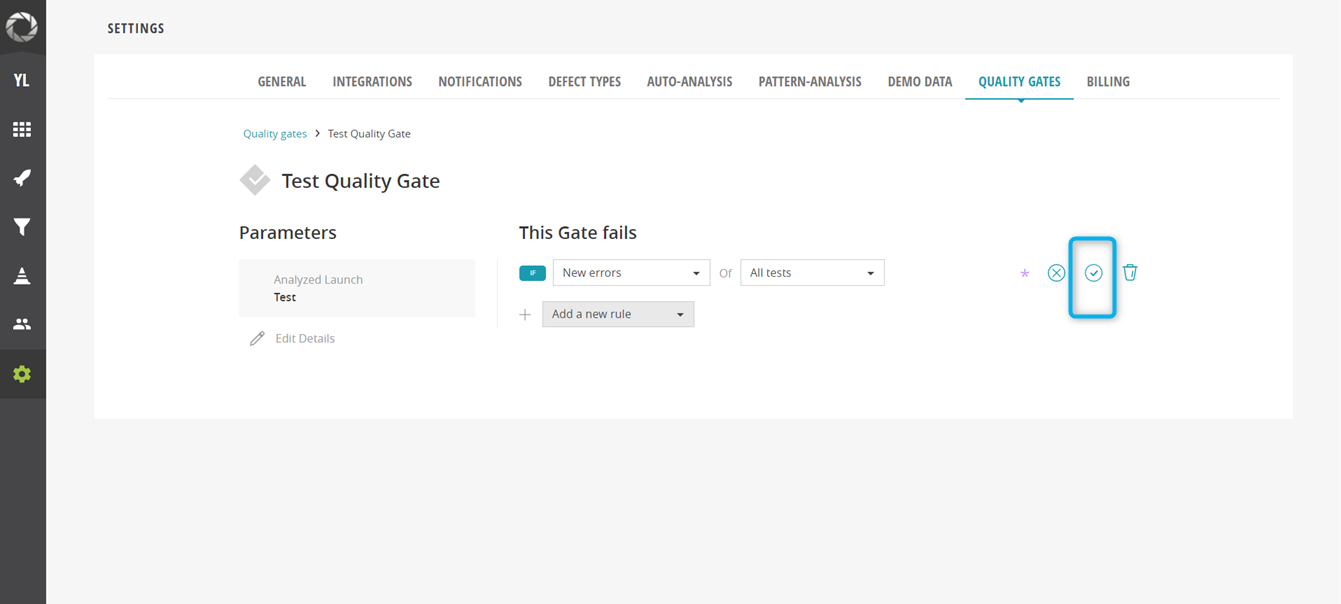 SETTINGS
YL
GENERAL INTEGRATIONS NOTIFICATIONS DEFECT TYPES AUTO-ANALYSIS PATTERN-ANALYSIS DEMO DATA QUALITY GATES BILLING
Quality gates > Test Quality Gate
Test Quality Gate
Parameters
This Gate fails
Analyzed Launch
Test
IF New errors Of All tests *
Add a new rule
Edit Details